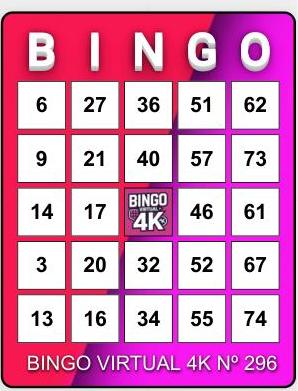 B I N G O
6 27 36 51 62
9 21 40 57 73
14 17 BINGO VIRTUAL 4K 46 61
3 20 32 52 67
13 16 34 55 74
BINGO VIRTUAL 4K Nº 296